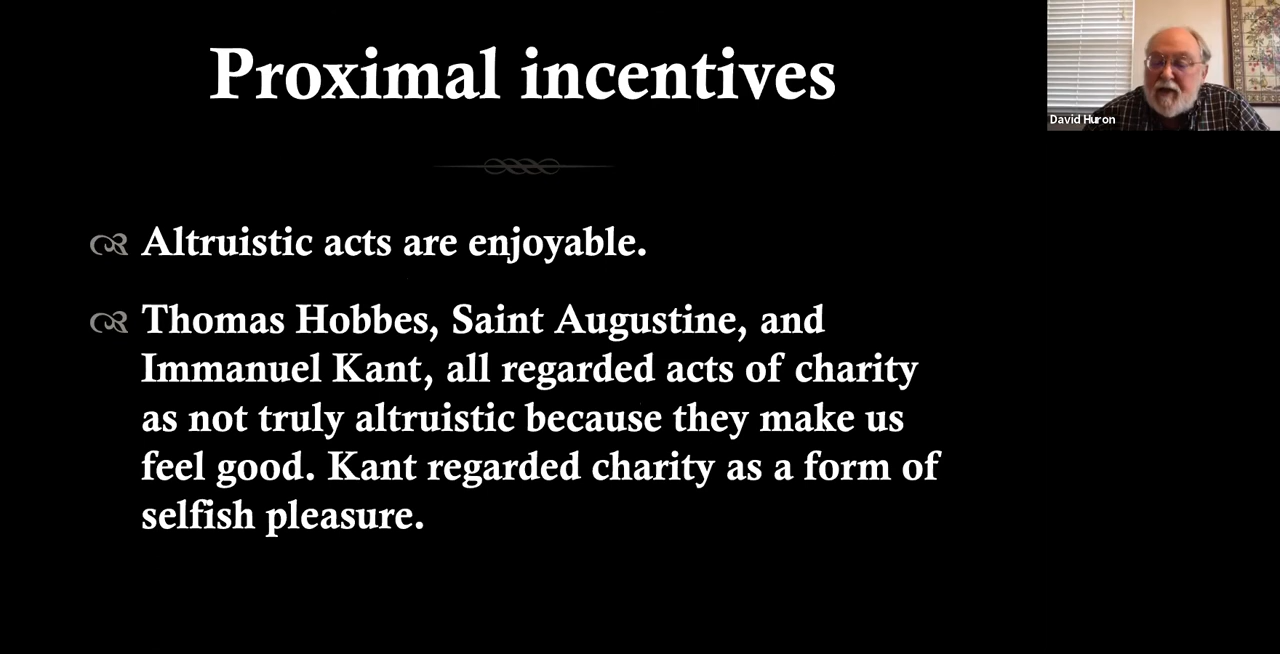 Proximal incentives
David Huron
Altruistic acts are enjoyable.
Thomas Hobbes, Saint Augustine, and
Immanuel Kant, all regarded acts of charity
as not truly altruistic because they make us
feel good. Kant regarded charity as a form of
selfish pleasure.